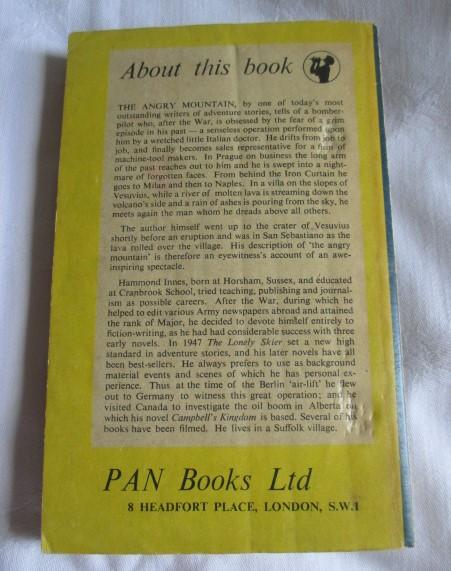 About this book
THE ANGRY MOUNTAIN, by one of today's most
outstanding writers of adventure stories, tells of a bomber-
pilot who, after the War, is obsessed by the fear of a grim
episode in his past — a senseless operation performed upon
him by a wretched little Italian doctor. He drifts from job to
job, and finally becomes sales representative for a firm of
machine-tool makers. In Prague on business the long arm
of the past reaches out to him and he is swept into a night-
mare of forgotten faces. From behind the Iron Curtain he
goes to Milan and then to Naples. In a villa on the slopes of
Vesuvius, while a river of molten lava is streaming down the
volcano's side and a rain of ashes is pouring from the sky, he
meets again the man whom he dreads above all others.
The author himself went up to the crater of Vesuvius
shortly before an eruption and was in San Sebastiano as the
lava rolled over the village. His description of 'the angry
mountain' is therefore an eyewitness's account of an awe-
inspiring spectacle.
Hammond Innes, born at Horsham, Sussex, and educated
at Cranbrook School, tried teaching, publishing and journal-
ism as possible careers. After the War, during which he
helped to edit various Army newspapers abroad and attained
the rank of Major, he decided to devote himself entirely to
fiction-writing, as he had had considerable success with three
early novels. In 1947 The Lonely Skier set a new high
standard in adventure stories, and his later novels have all
been best-sellers. He always prefers to use as background
material events and scenes of which he has personal ex-
perience. Thus at the time of the Berlin 'air-lift' he flew
out to Germany to witness this great operation; and he
visited Canada to investigate the oil boom in Alberta on
which his novel Campbell's Kingdom is based. Several of his
books have been filmed. He lives in a Suffolk village.
PAN Books Ltd
8 HEADFORT PLACE, LONDON, S.W.1